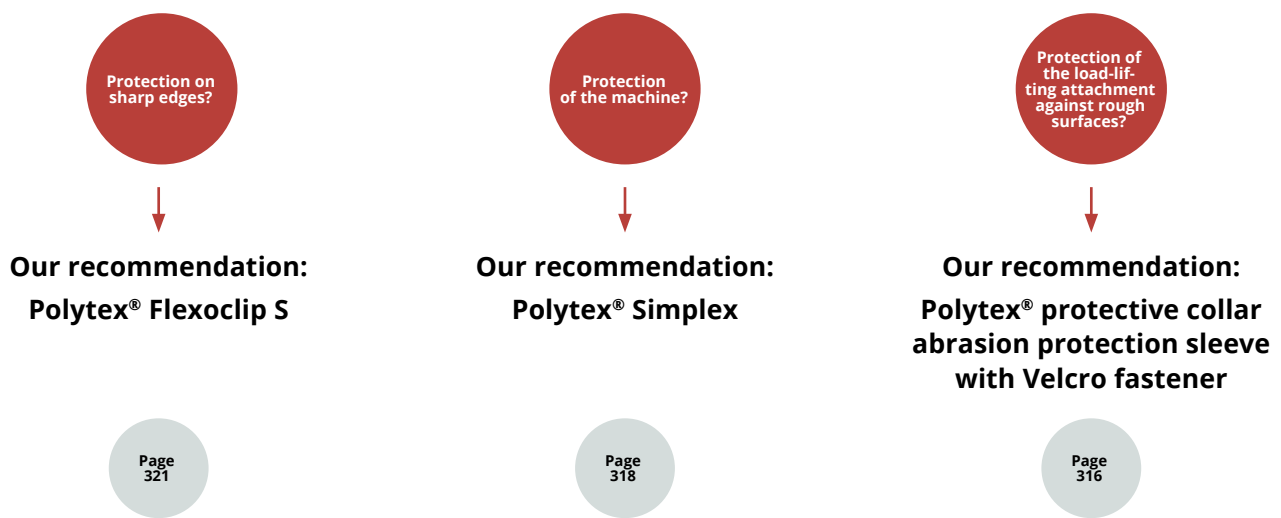 Protection on
sharp edges?
Our recommendation:
Polytex® Flexoclip S
Page
321
Protection
of the machine?
Our recommendation:
Polytex® Simplex
Page
318
Protection of
the load-lif-
ting attachment
against rough
surfaces?
Our recommendation:
Polytex® protective collar
abrasion protection sleeve
with Velcro fastener
Page
316